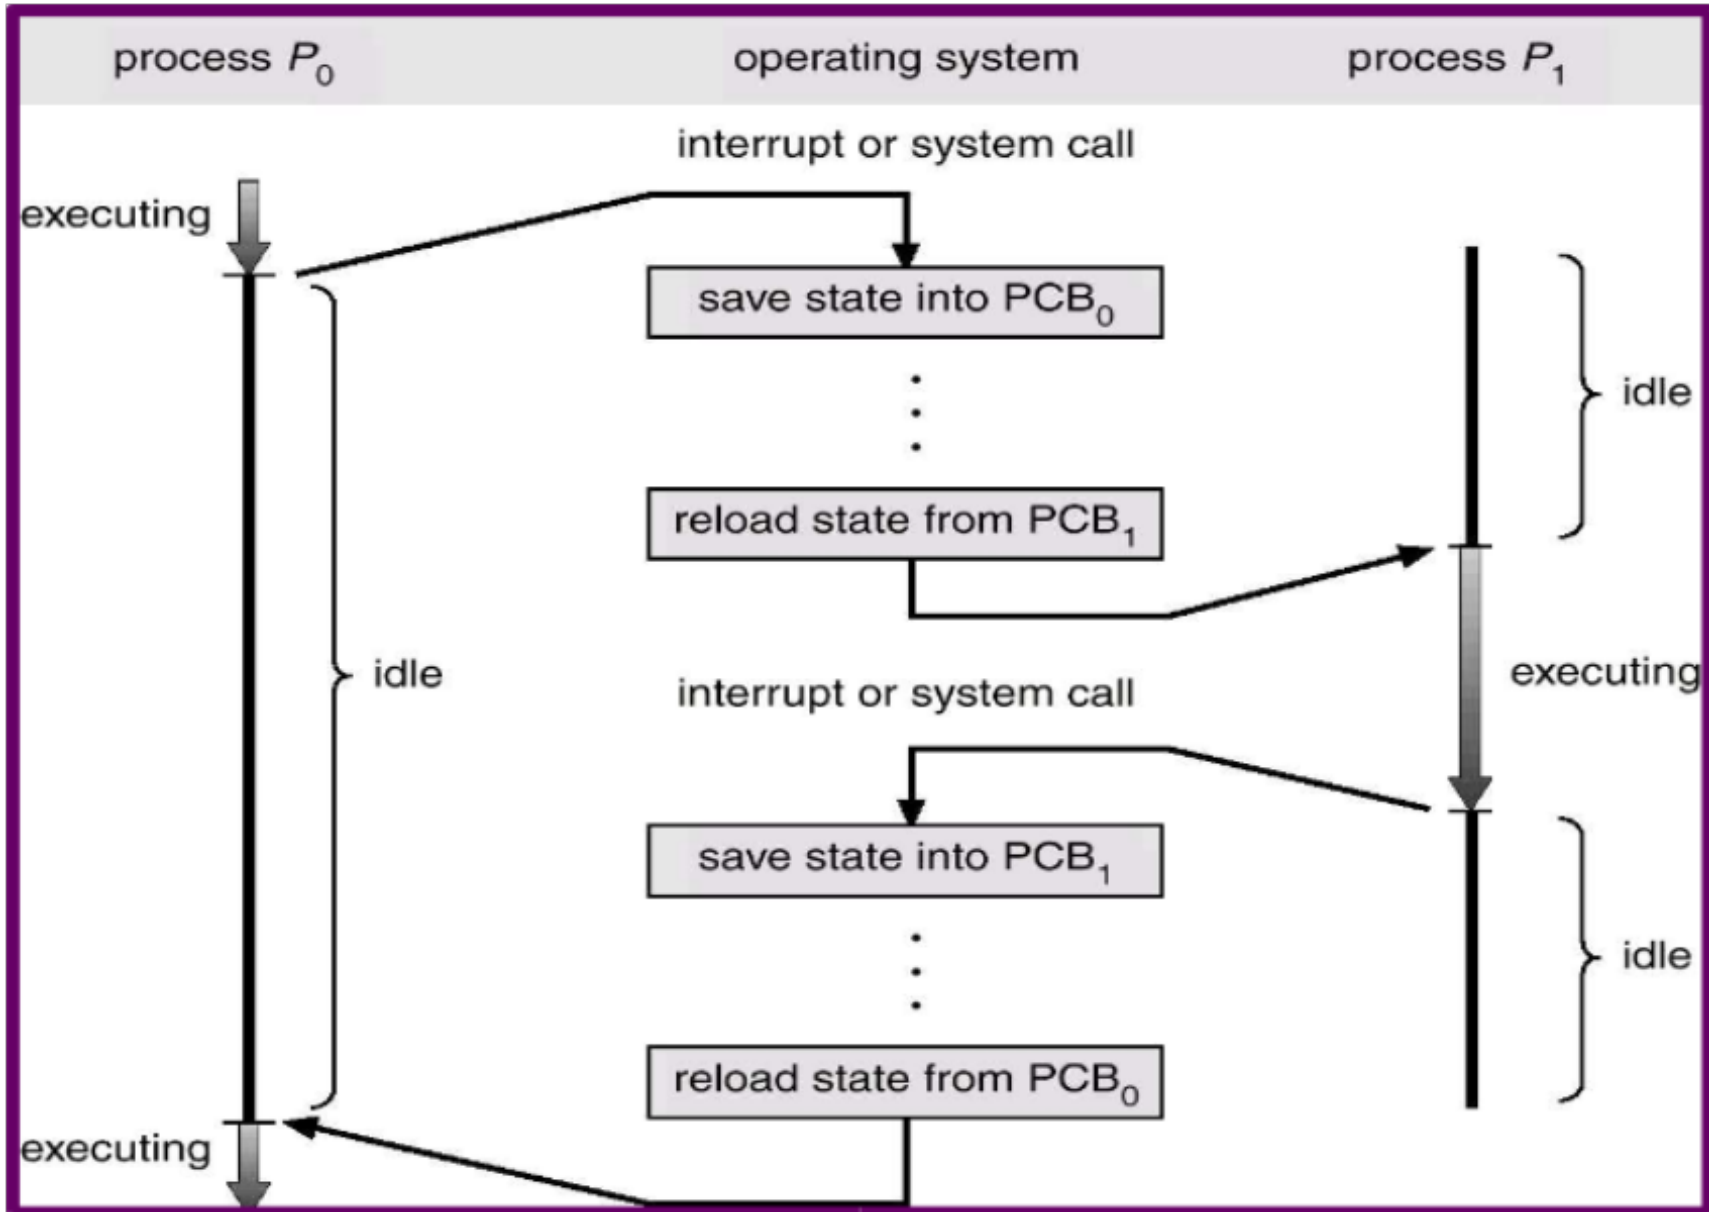 process P₀ operating system process P₁
interrupt or system call
executing
save state into PCB₀
idle
reload state from PCB₁
idle
interrupt or system call
executing
save state into PCB₁
idle
reload state from PCB₀
executing